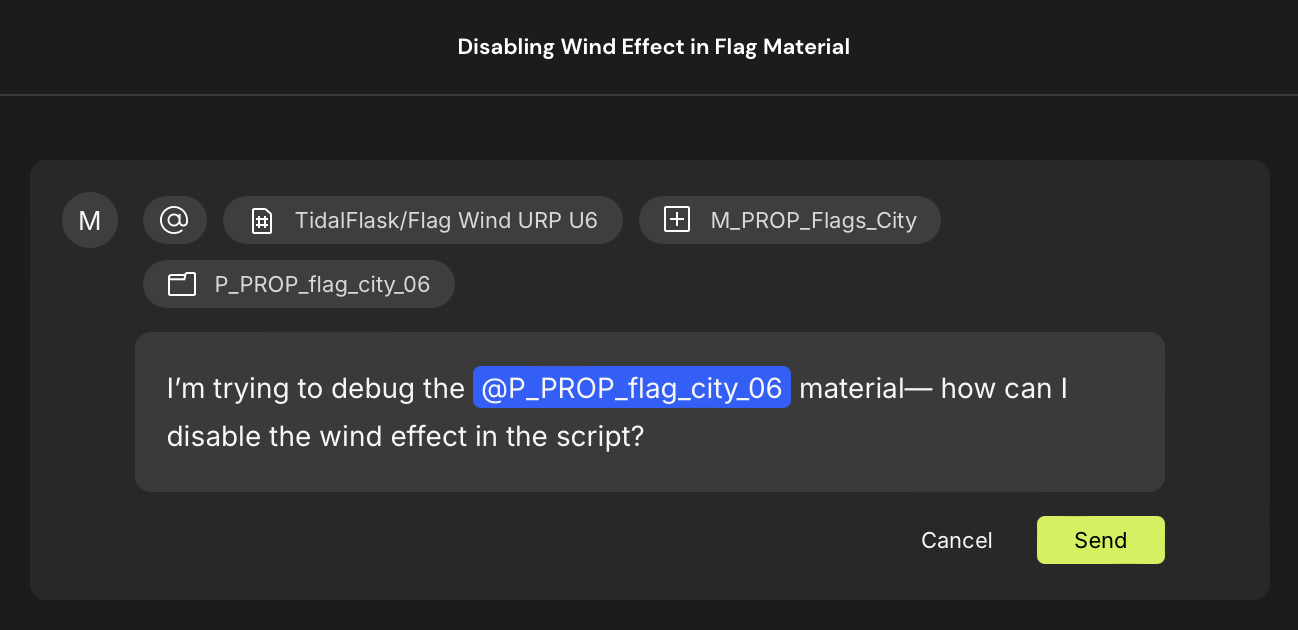 Disabling Wind Effect in Flag Material
M @ TidalFlask/Flag Wind URP U6 M_PROP_Flags_City
P_PROP_flag_city_06
I’m trying to debug the @P_PROP_flag_city_06 material— how can I
disable the wind effect in the script?
Cancel Send